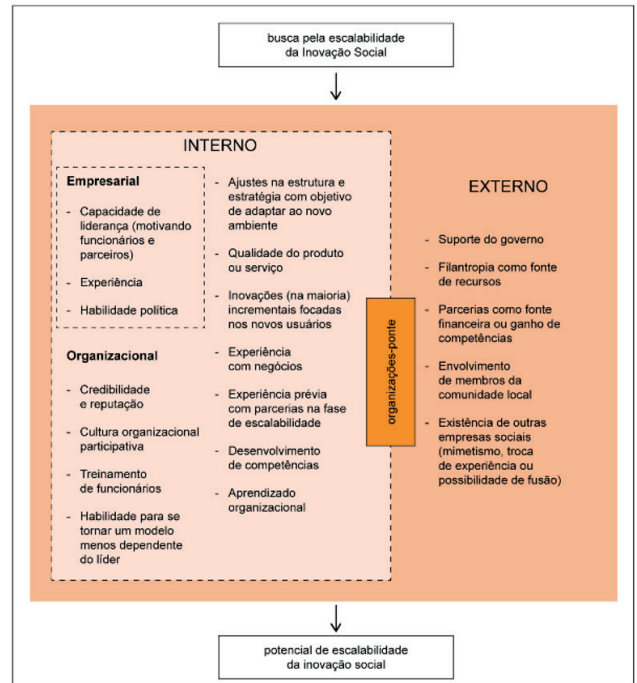 busca pela escalabilidade
da Inovação Social
INTERNO
Empresarial
- Capacidade de
liderança (motivando
funcionários e
parceiros)
- Experiência
- Habilidade política
Organizacional
- Credibilidade
e reputação
- Cultura organizacional
participativa
- Treinamento
de funcionários
- Habilidade para se
tornar um modelo
menos dependente
do líder
- Ajustes na estrutura e
estratégia com objetivo
de adaptar ao novo
ambiente
- Qualidade do produto
ou serviço
- Inovações (na maioria)
incrementais focadas
nos novos usuários
- Experiência
com negócios
- Experiência prévia
com parcerias na fase
de escalabilidade
- Desenvolvimento
de competências
- Aprendizado
organizacional
organizações-ponte
EXTERNO
- Suporte do governo
- Filantropia como fonte
de recursos
- Parcerias como fonte
financeira ou ganho de
competências
- Envolvimento
de membros da
comunidade local
- Existência de outras
empresas sociais
(mimetismo, troca
de experiência ou
possibilidade de fusão)
potencial de escalabilidade
da inovação social